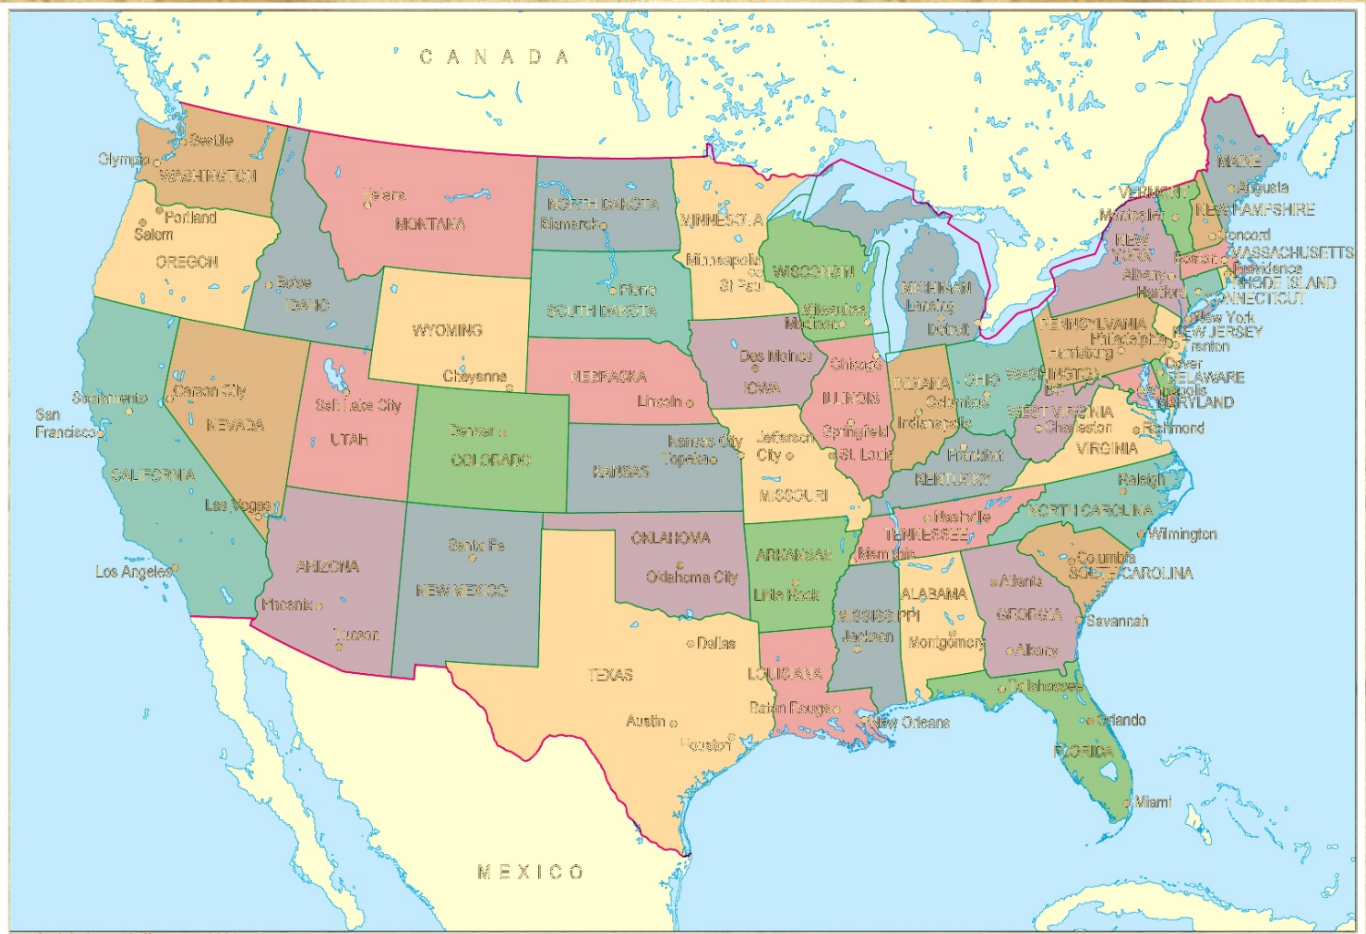 CANADA
Seattle
Olympia
WASHINGTON
Portland
Salom
OREGON
Boise
IDAHO
Helena
MONTANA
NORTH DAKOTA
Bismarck
MINNESOTA
Minneapolis
St Paul
SOUTH DAKOTA
Pierre
WYOMING
Cheyenne
WISCONSIN
Milwaukee
Madison
MICHIGAN
Lansing
Detroit
MAINE
Augusta
VERMONT
Montpelier
NEW HAMPSHIRE
Concord
NEW
YORK
Albany
MASSACHUSETTS
Providence
RHODE ISLAND
Hartford
CONNECTICUT
New York
NEW JERSEY
Trenton
PENNSYLVANIA
Philadelphia
Harrisburg
Dover
DELAWARE
Annapolis
MARYLAND
WASHINGTON
DC
Sacramento
San
Francisco
Carson City
NEVADA
Salt Lake City
UTAH
CALIFORNIA
Las Vegas
Los Angeles
Denver
COLORADO
NEBRASKA
Lincoln
Des Moines
IOWA
Chicago
ILLINOIS
Springfield
St. Louis
INDIANA
Indianapolis
OHIO
Columbus
WEST VIRGINIA
Charleston
Richmond
VIRGINIA
KANSAS
Kansas City
Topeka
Jefferson
City
MISSOURI
Frankfort
KENTUCKY
Raleigh
NORTH CAROLINA
Wilmington
Nashville
TENNESSEE
Memphis
Columbia
SOUTH CAROLINA
ARIZONA
Phoenix
Tucson
Santa Fe
NEW MEXICO
OKLAHOMA
Oklahoma City
ARKANSAS
Little Rock
MISSISSIPPI
Jackson
ALABAMA
Montgomery
Atlanta
GEORGIA
Albany
Savannah
Dallas
TEXAS
Austin
Houston
LOUISIANA
Baton Rouge
New Orleans
Tallahassee
Orlando
FLORIDA
Miami
MEXICO